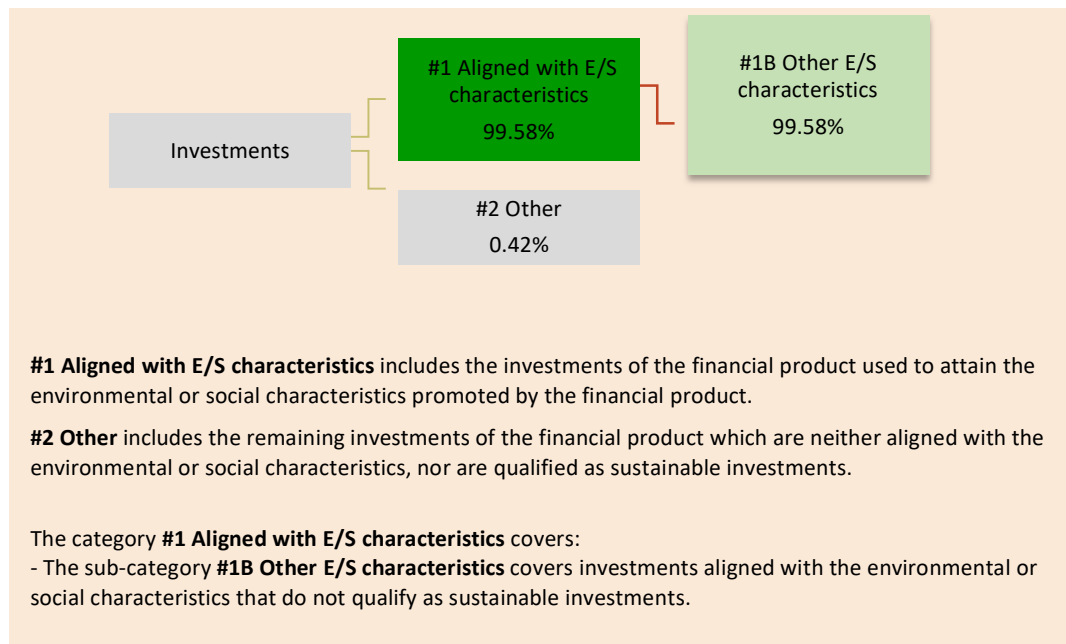 Investments
#1 Aligned with E/S
characteristics
99.58%
#1B Other E/S
characteristics
99.58%
#2 Other
0.42%
#1 Aligned with E/S characteristics includes the investments of the financial product used to attain the
environmental or social characteristics promoted by the financial product.
#2 Other includes the remaining investments of the financial product which are neither aligned with the
environmental or social characteristics, nor are qualified as sustainable investments.
The category #1 Aligned with E/S characteristics covers:
- The sub-category #1B Other E/S characteristics covers investments aligned with the environmental or
social characteristics that do not qualify as sustainable investments.